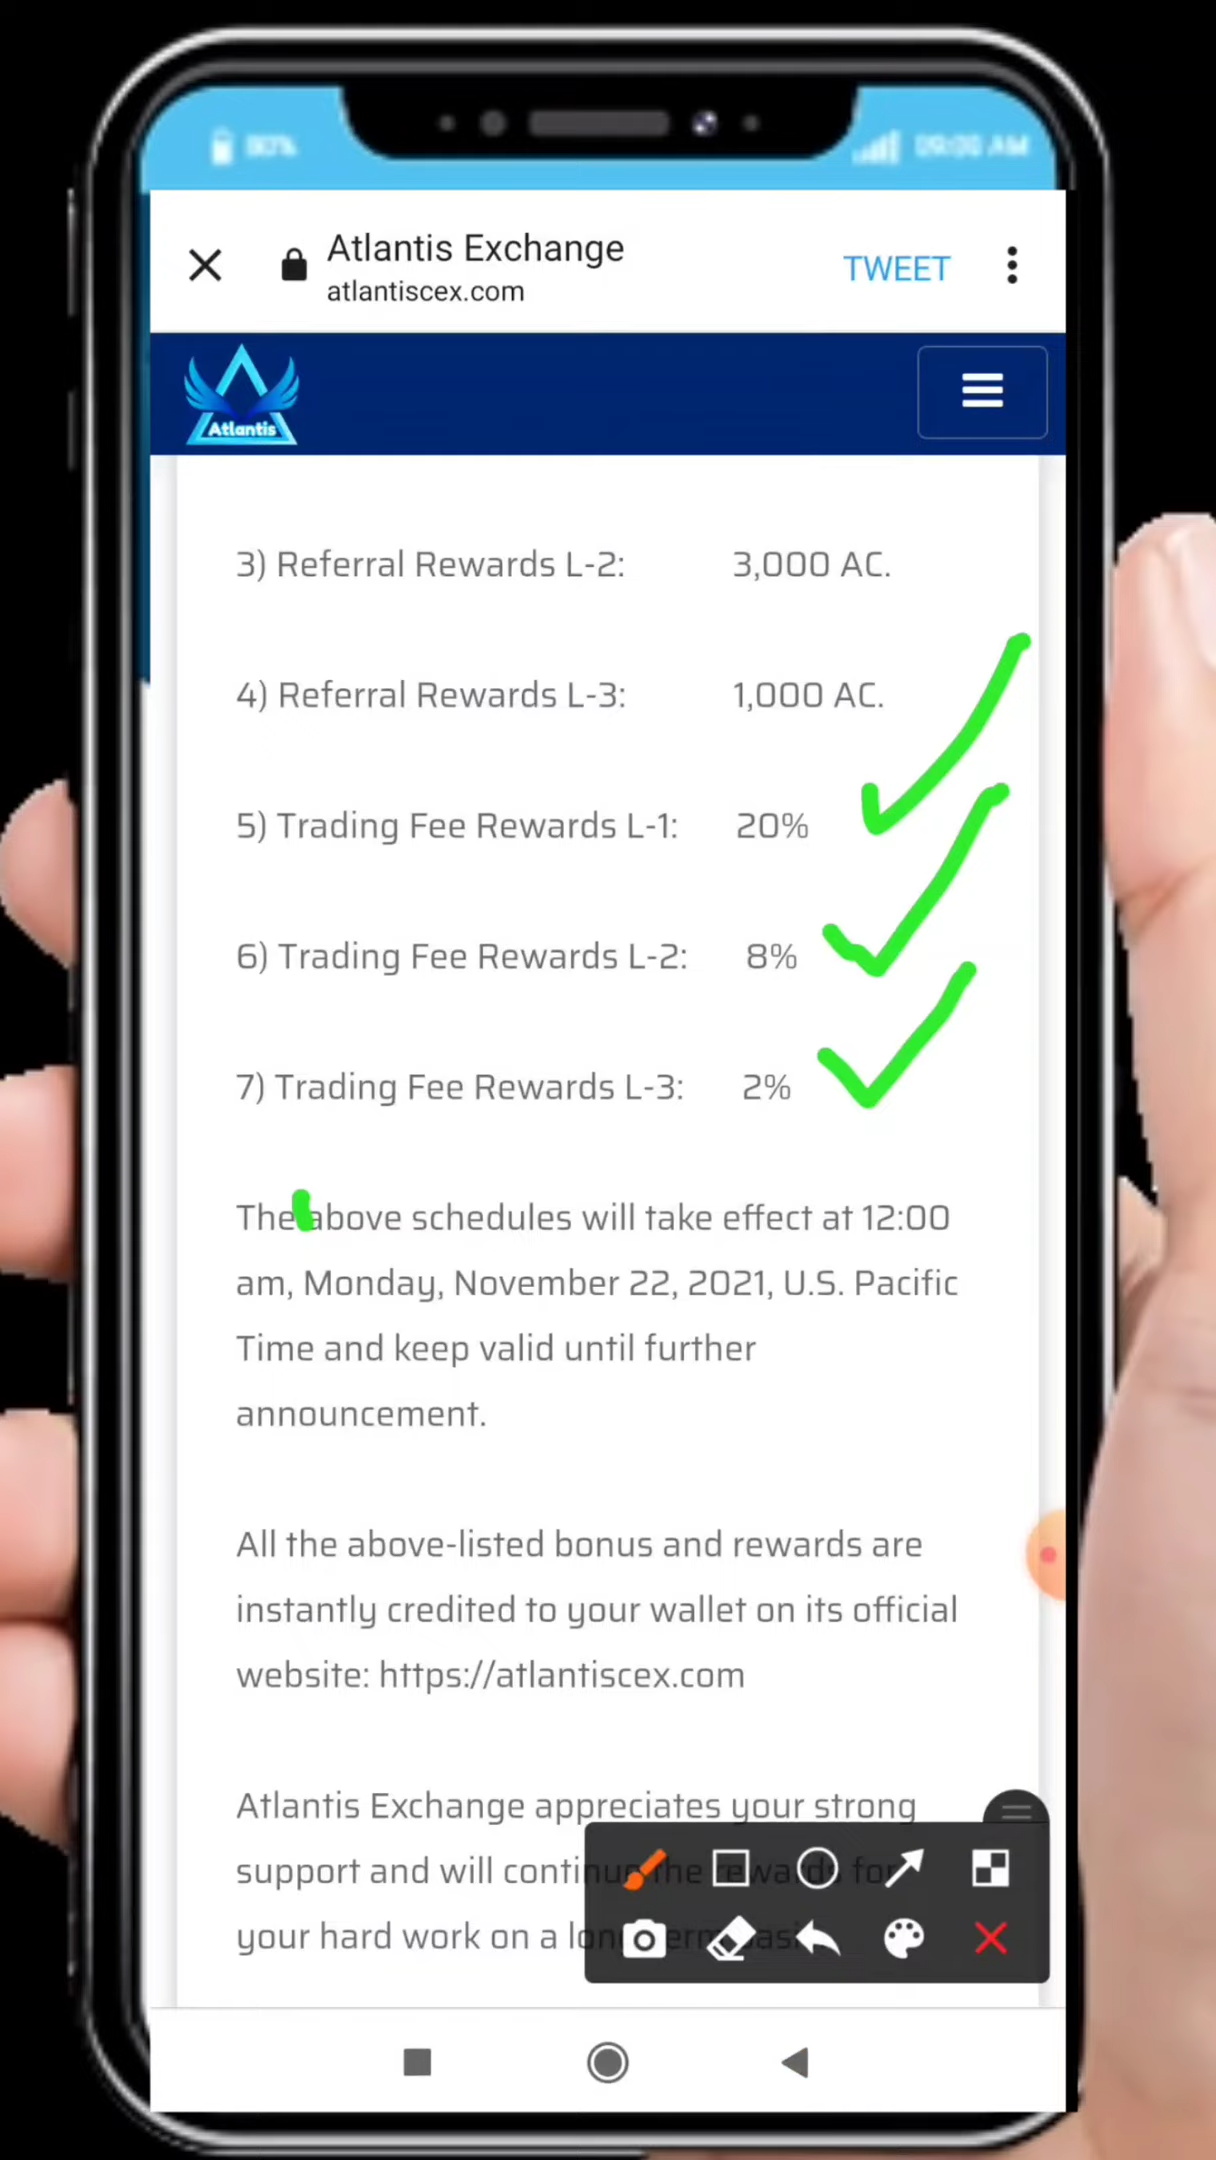 80%
09:00 AM
Atlantis Exchange
atlantiscex.com
TWEET
Atlantis
3) Referral Rewards L-2: 3,000 AC.
4) Referral Rewards L-3: 1,000 AC.
5) Trading Fee Rewards L-1: 20%
6) Trading Fee Rewards L-2: 8%
7) Trading Fee Rewards L-3: 2%
The above schedules will take effect at 12:00
am, Monday, November 22, 2021, U.S. Pacific
Time and keep valid until further
announcement.
All the above-listed bonus and rewards are
instantly credited to your wallet on its official
website: https://atlantiscex.com
Atlantis Exchange appreciates your strong
support and will continue the rewards for
your hard work on a long